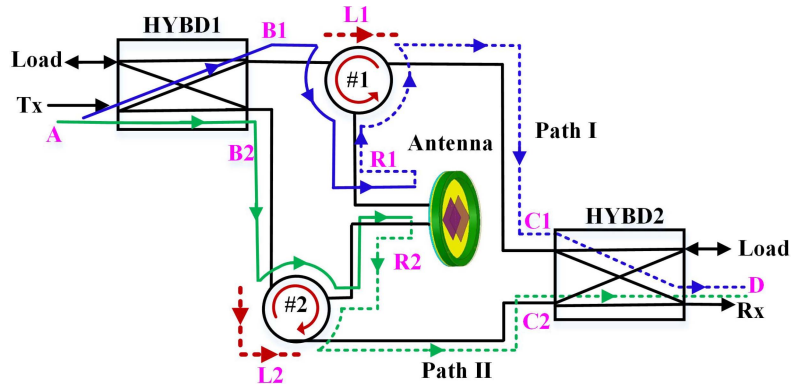 HYBD1
B1
L1
Load
#1
Tx
Path I
A
R1
Antenna
B2
HYBD2
C1
R2
Load
D
#2
Rx
C2
L2
Path II